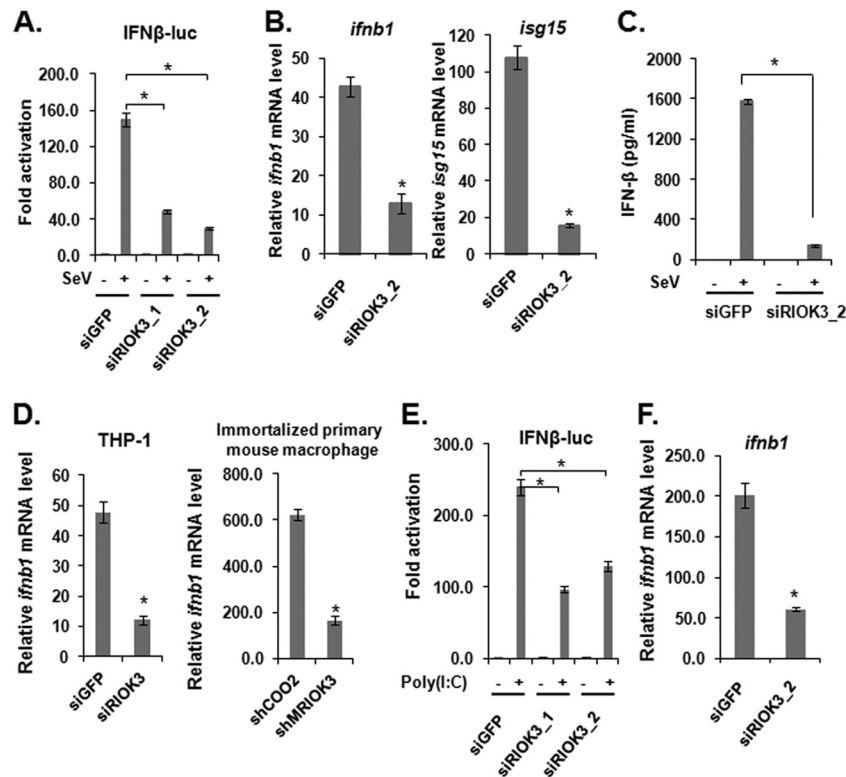 A.
IFNβ-luc
Fold activation
200.0
160.0
120.0
80.0
40.0
0.0
*
*
SeV
- + - + - +
siGFP
siRIOK3_1
siRIOK3_2
B.
ifnb1
Relative ifnb1 mRNA level
50
40
30
20
10
0
*
siGFP
siRIOK3_2
isg15
Relative isg15 mRNA level
120
100
80
60
40
20
0
*
siGFP
siRIOK3_2
C.
IFN-β (pg/ml)
2000
1600
1200
800
400
0
*
SeV
- + - +
siGFP
siRIOK3_2
D.
THP-1
Relative ifnb1 mRNA level
60
50
40
30
20
10
0
*
siGFP
siRIOK3
Immortalized primary
mouse macrophage
Relative ifnb1 mRNA level
800.0
600.0
400.0
200.0
0.0
*
shCOO2
shMRIOK3
E.
IFNβ-luc
Fold activation
300.0
200.0
100.0
0.0
*
*
Poly(I:C)
- + - + - +
siGFP
siRIOK3_1
siRIOK3_2
F.
ifnb1
Relative ifnb1 mRNA level
250.0
200.0
150.0
100.0
50.0
0.0
*
siGFP
siRIOK3_2